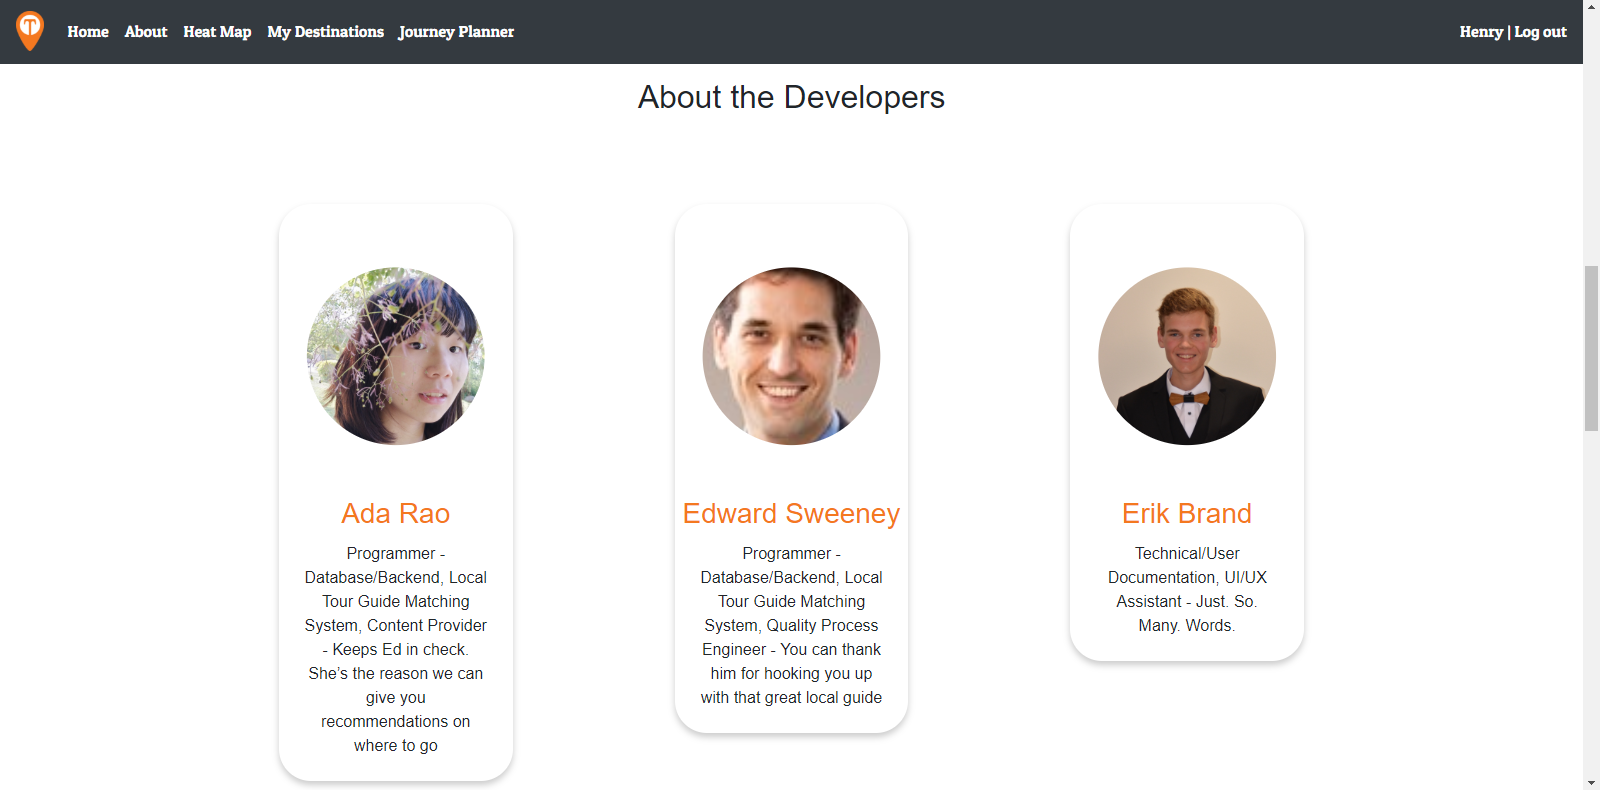 T
Home About Heat Map My Destinations Journey Planner Henry | Log out
About the Developers
Ada Rao
Programmer -
Database/Backend, Local
Tour Guide Matching
System, Content Provider
- Keeps Ed in check.
She’s the reason we can
give you
recommendations on
where to go
Edward Sweeney
Programmer -
Database/Backend, Local
Tour Guide Matching
System, Quality Process
Engineer - You can thank
him for hooking you up
with that great local guide
Erik Brand
Technical/User
Documentation, UI/UX
Assistant - Just. So.
Many. Words.